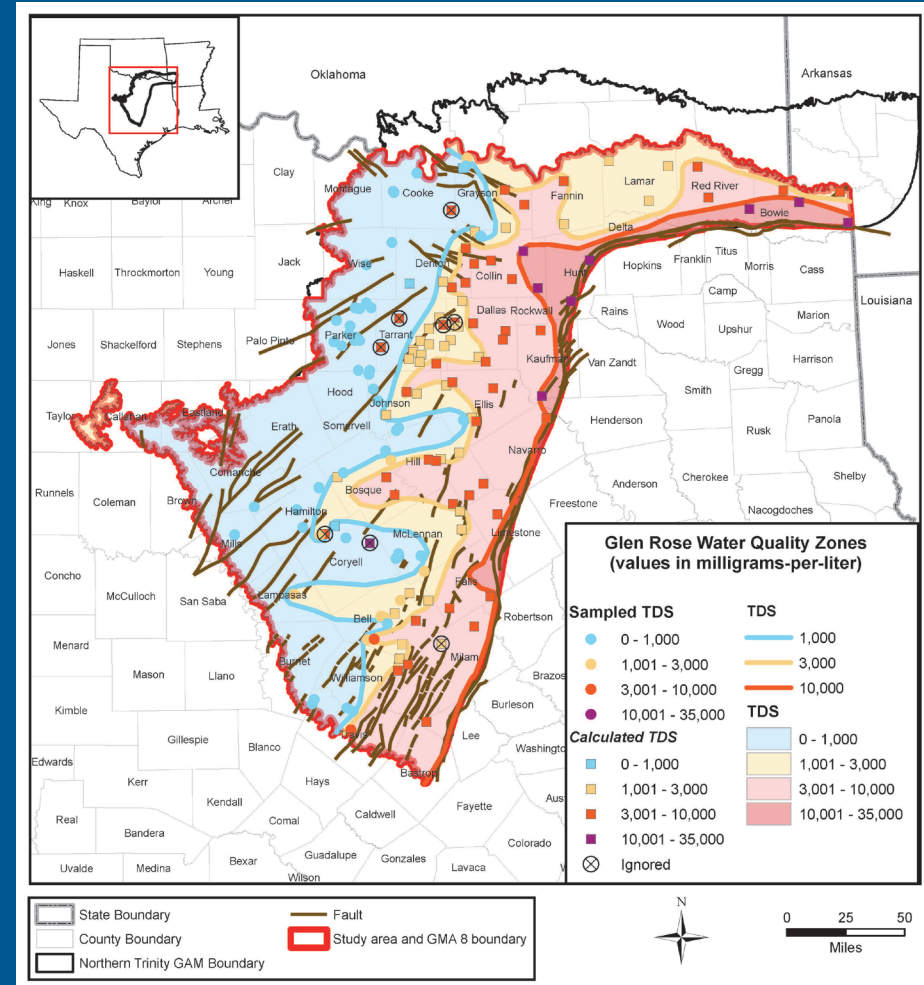 Oklahoma
Arkansas
Clay
Montague
Cooke
Grayson
Fannin
Lamar
Red River
Bowie
King
Knox
Baylor
Archer
Delta
Haskell
Throckmorton
Young
Jack
Wise
Denton
Collin
Hunt
Hopkins
Franklin
Titus
Morris
Cass
Camp
Louisiana
Jones
Shackelford
Stephens
Palo Pinto
Parker
Tarrant
Dallas
Rockwall
Rains
Wood
Upshur
Marion
Kaufman
Van Zandt
Gregg
Harrison
Smith
Taylor
Callahan
Eastland
Hood
Johnson
Ellis
Henderson
Rusk
Panola
Erath
Somervell
Navarro
Comanche
Hill
Anderson
Cherokee
Shelby
Runnels
Coleman
Brown
Bosque
Freestone
Nacogdoches
Hamilton
McLennan
Limestone
Mills
Coryell
Concho
McCulloch
San Saba
Lampasas
Falls
Bell
Robertson
Menard
Mason
Llano
Burnet
Williamson
Milam
Brazos
Kimble
Burleson
Gillespie
Blanco
Travis
Lee
Edwards
Kerr
Hays
Bastrop
Kendall
Comal
Caldwell
Fayette
Real
Bandera
Colorado
Uvalde
Medina
Bexar
Guadalupe
Wilson
Gonzales
Lavaca
Glen Rose Water Quality Zones
(values in milligrams-per-liter)
Sampled TDS
0 - 1,000
1,001 - 3,000
3,001 - 10,000
10,001 - 35,000
Calculated TDS
0 - 1,000
1,001 - 3,000
3,001 - 10,000
10,001 - 35,000
Ignored
TDS
1,000
3,000
10,000
TDS
0 - 1,000
1,001 - 3,000
3,001 - 10,000
10,001 - 35,000
State Boundary
County Boundary
Northern Trinity GAM Boundary
Fault
Study area and GMA 8 boundary
N
0 25 50
Miles